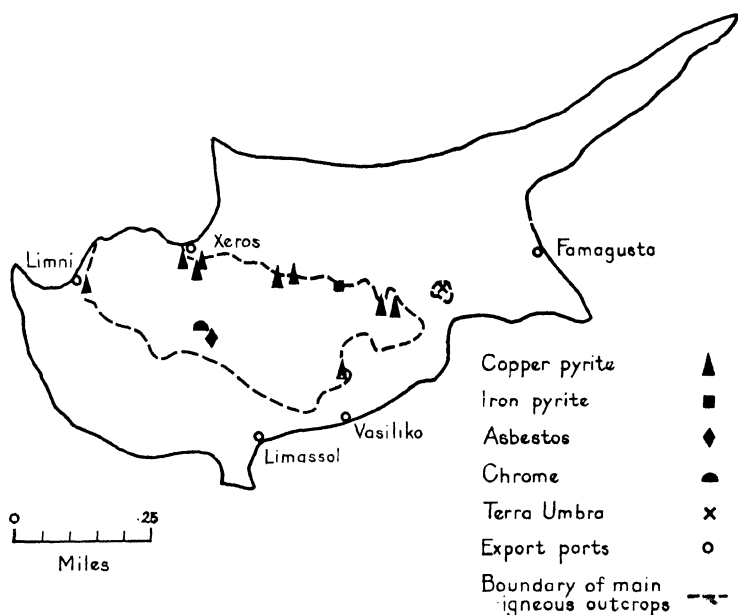 Xeros
Limni
Famagusta
Vasiliko
Limassol
Copper pyrite
Iron pyrite
Asbestos
Chrome
Terra Umbra
Export ports
Boundary of main
igneous outcrops
0 25
Miles